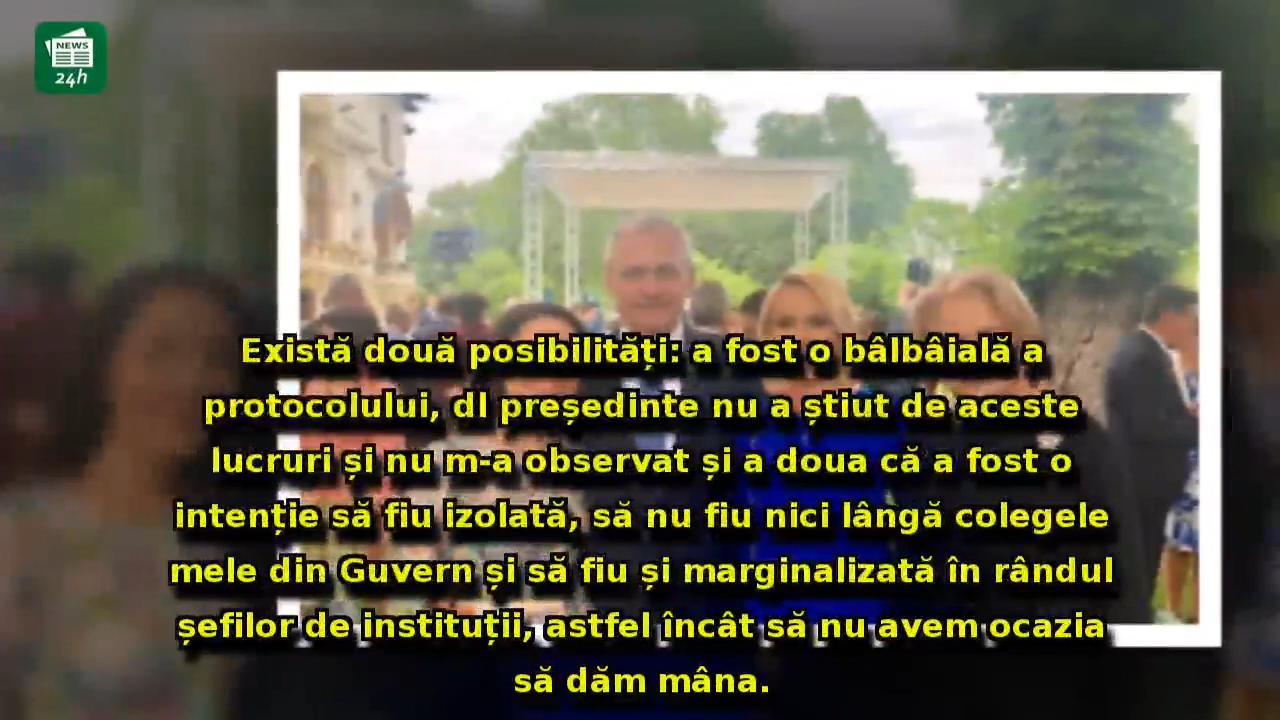 NEWS
24h
Există două posibilități: a fost o bâlbâială a
protocolului, dl președinte nu a știut de aceste
lucruri și nu m-a observat și a doua că a fost o
intenție să fiu izolată, să nu fiu nici lângă colegele
mele din Guvern și să fiu și marginalizată în rândul
șefilor de instituții, astfel încât să nu avem ocazia
să dăm mâna.